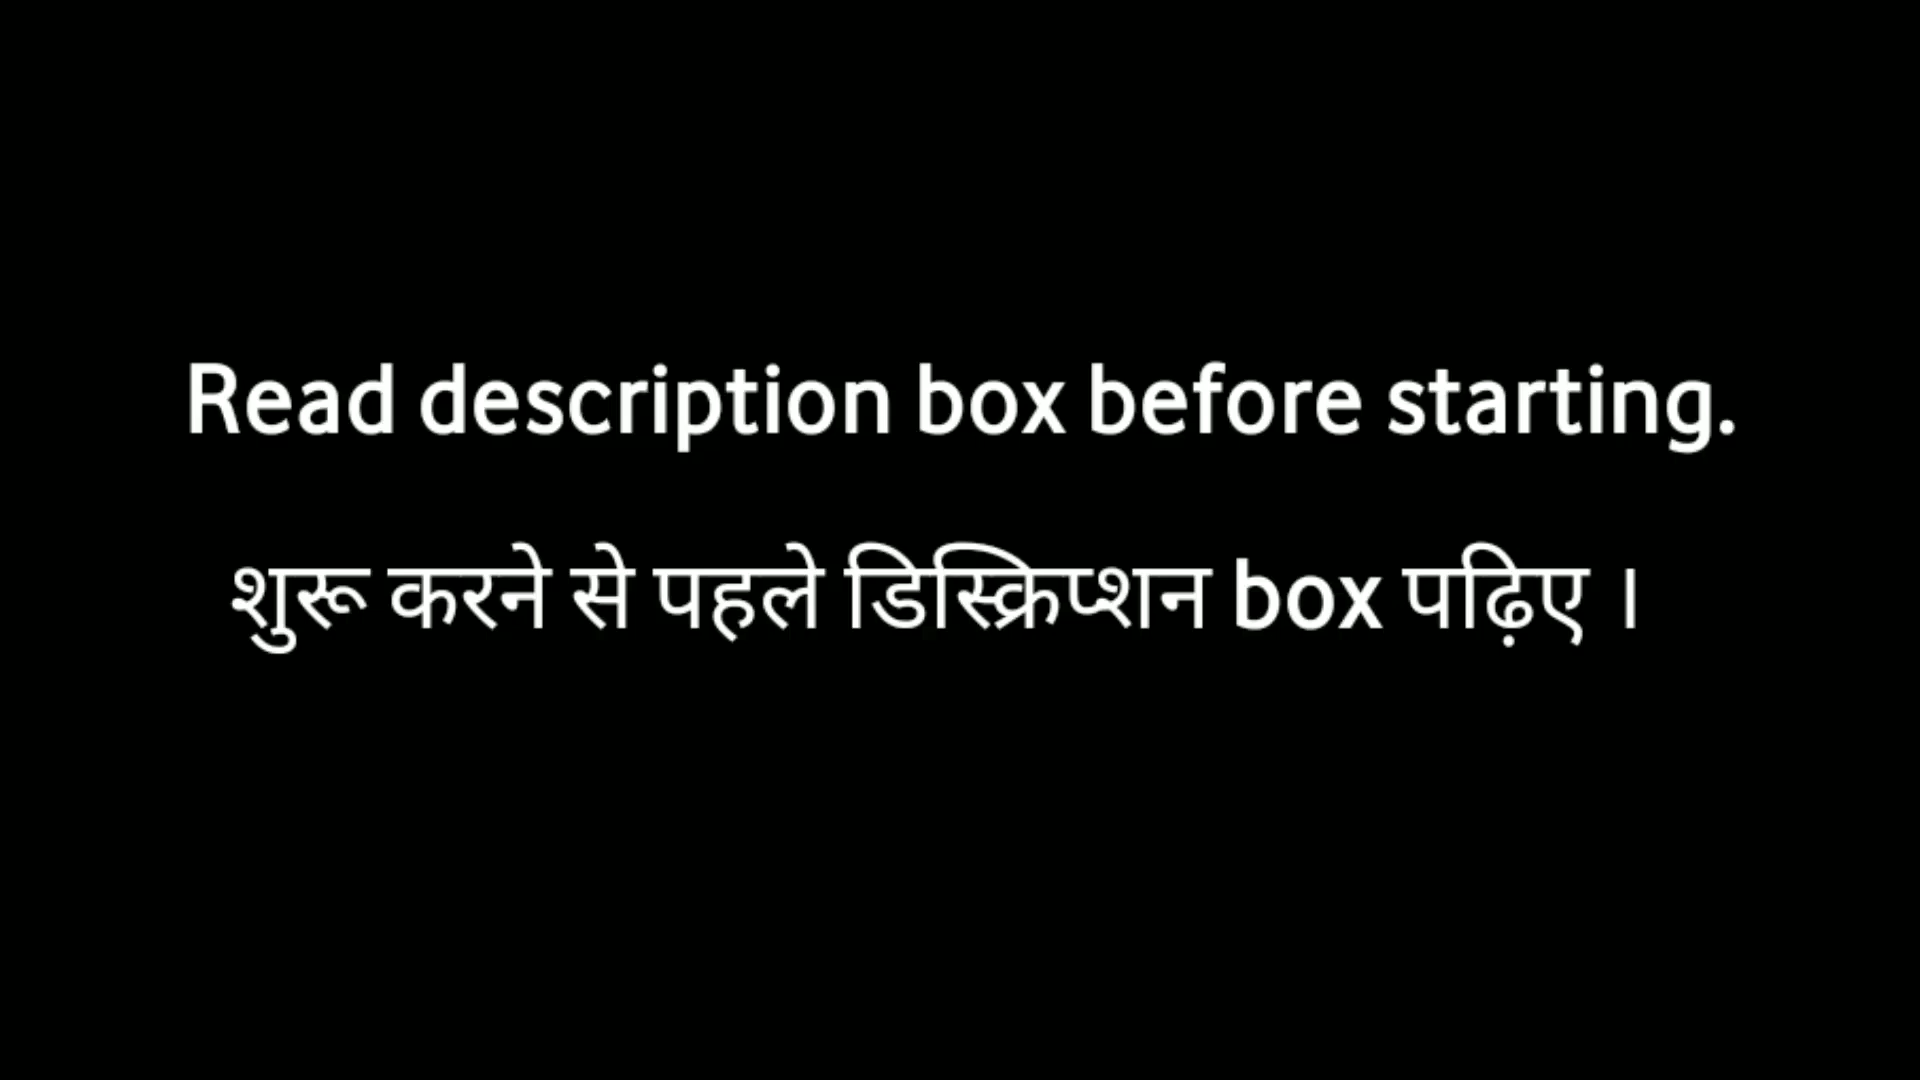 Read description box before starting.
शुरू करने से पहले डिस्क्रिप्शन box पढ़िए ।